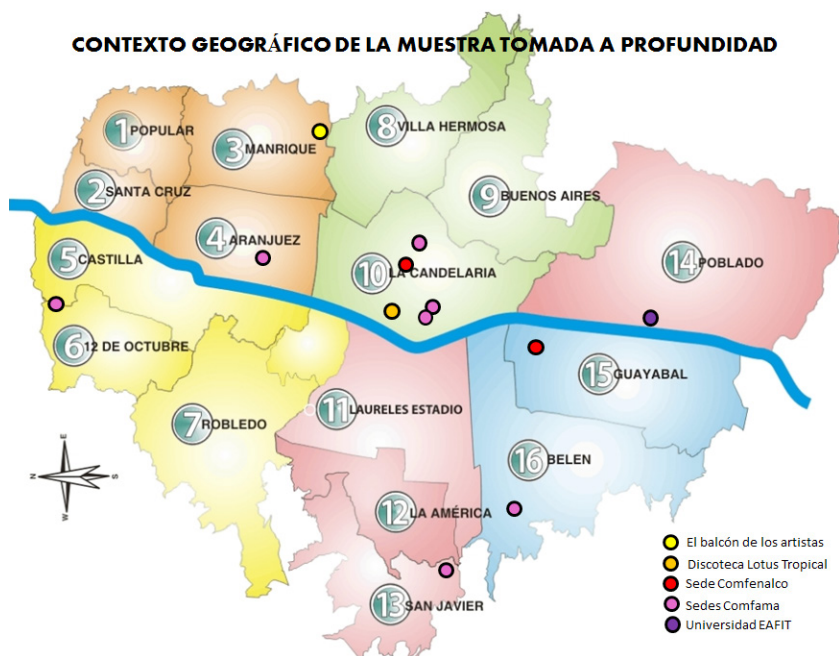 CONTEXTO GEOGRÁFICO DE LA MUESTRA TOMADA A PROFUNDIDAD
1 POPULAR
3 MANRIQUE
8 VILLA HERMOSA
2 SANTA CRUZ
9 BUENOS AIRES
4 ARANJUEZ
5 CASTILLA
10 LA CANDELARIA
14 POBLADO
6 12 DE OCTUBRE
15 GUAYABAL
7 ROBLEDO
11 LAURELES ESTADIO
16 BELEN
12 LA AMÉRICA
13 SAN JAVIER
E
N
S
W
El balcón de los artistas
Discoteca Lotus Tropical
Sede Comfenalco
Sedes Comfama
Universidad EAFIT